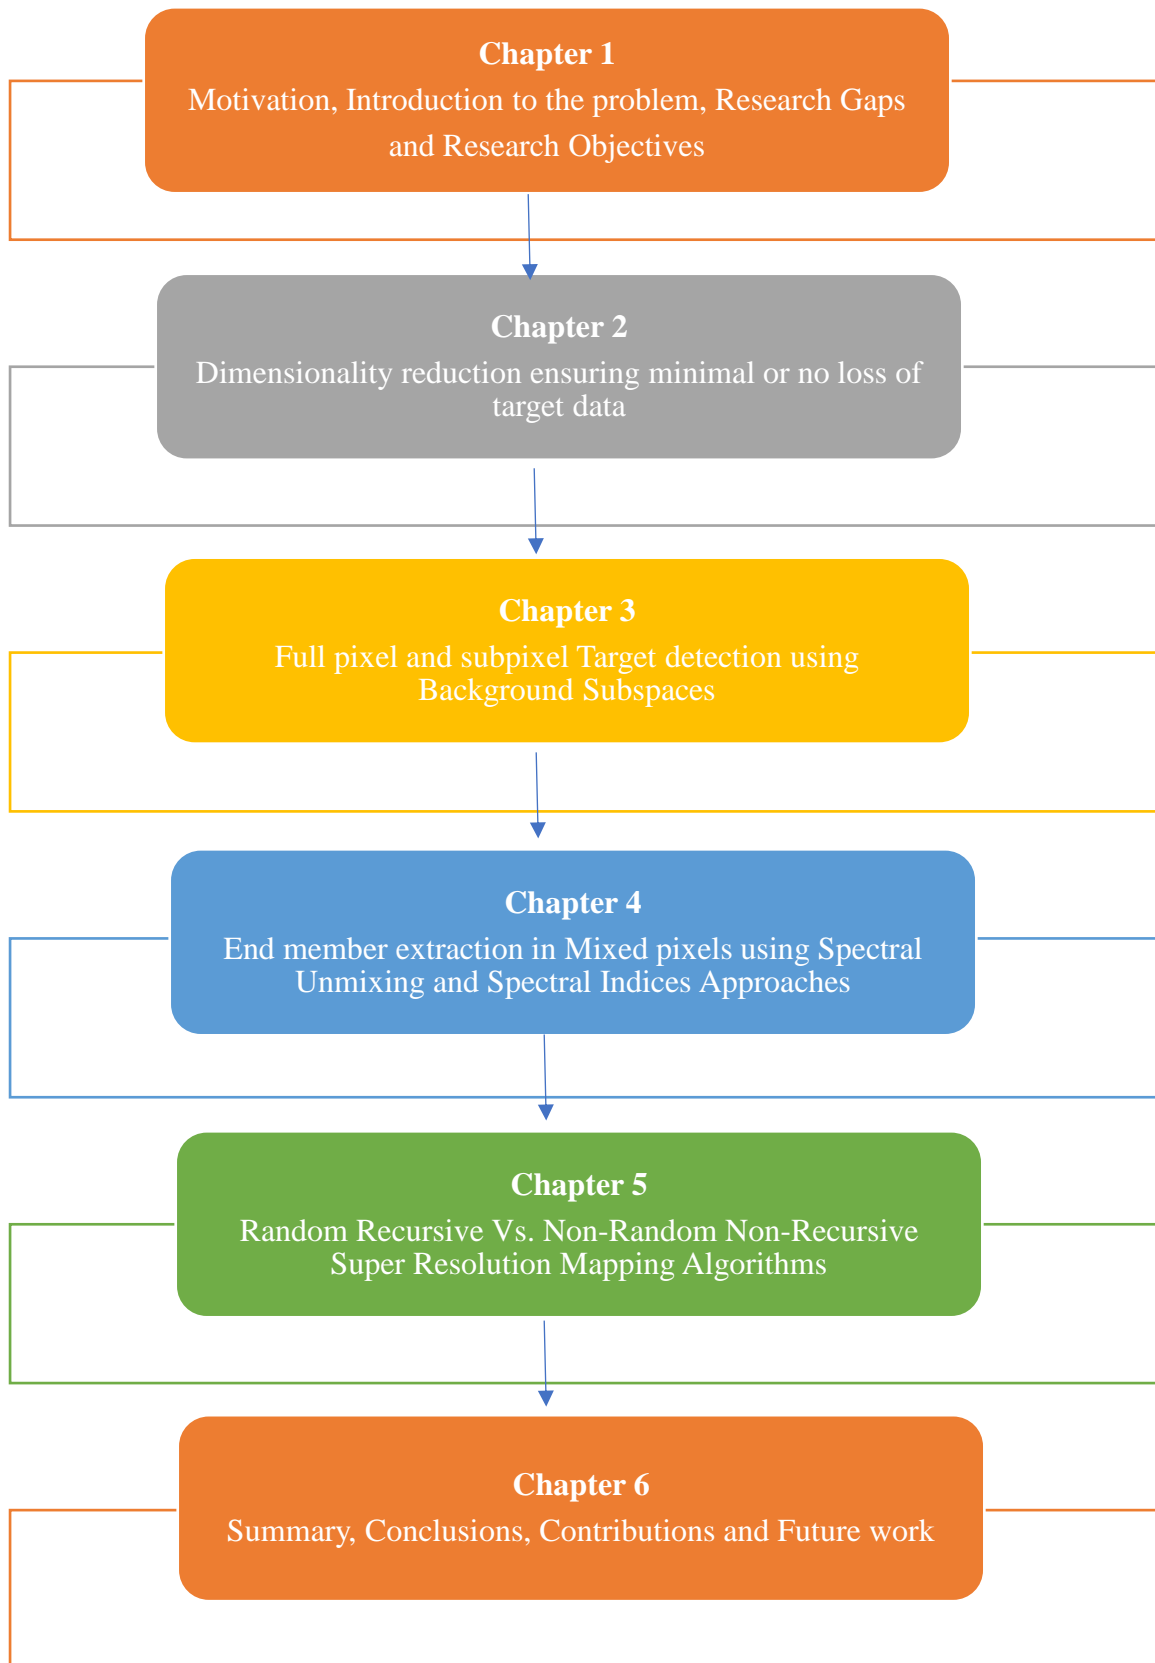 Chapter 1
Motivation, Introduction to the problem, Research Gaps
and Research Objectives
Chapter 2
Dimensionality reduction ensuring minimal or no loss of
target data
Chapter 3
Full pixel and subpixel Target detection using
Background Subspaces
Chapter 4
End member extraction in Mixed pixels using Spectral
Unmixing and Spectral Indices Approaches
Chapter 5
Random Recursive Vs. Non-Random Non-Recursive
Super Resolution Mapping Algorithms
Chapter 6
Summary, Conclusions, Contributions and Future work